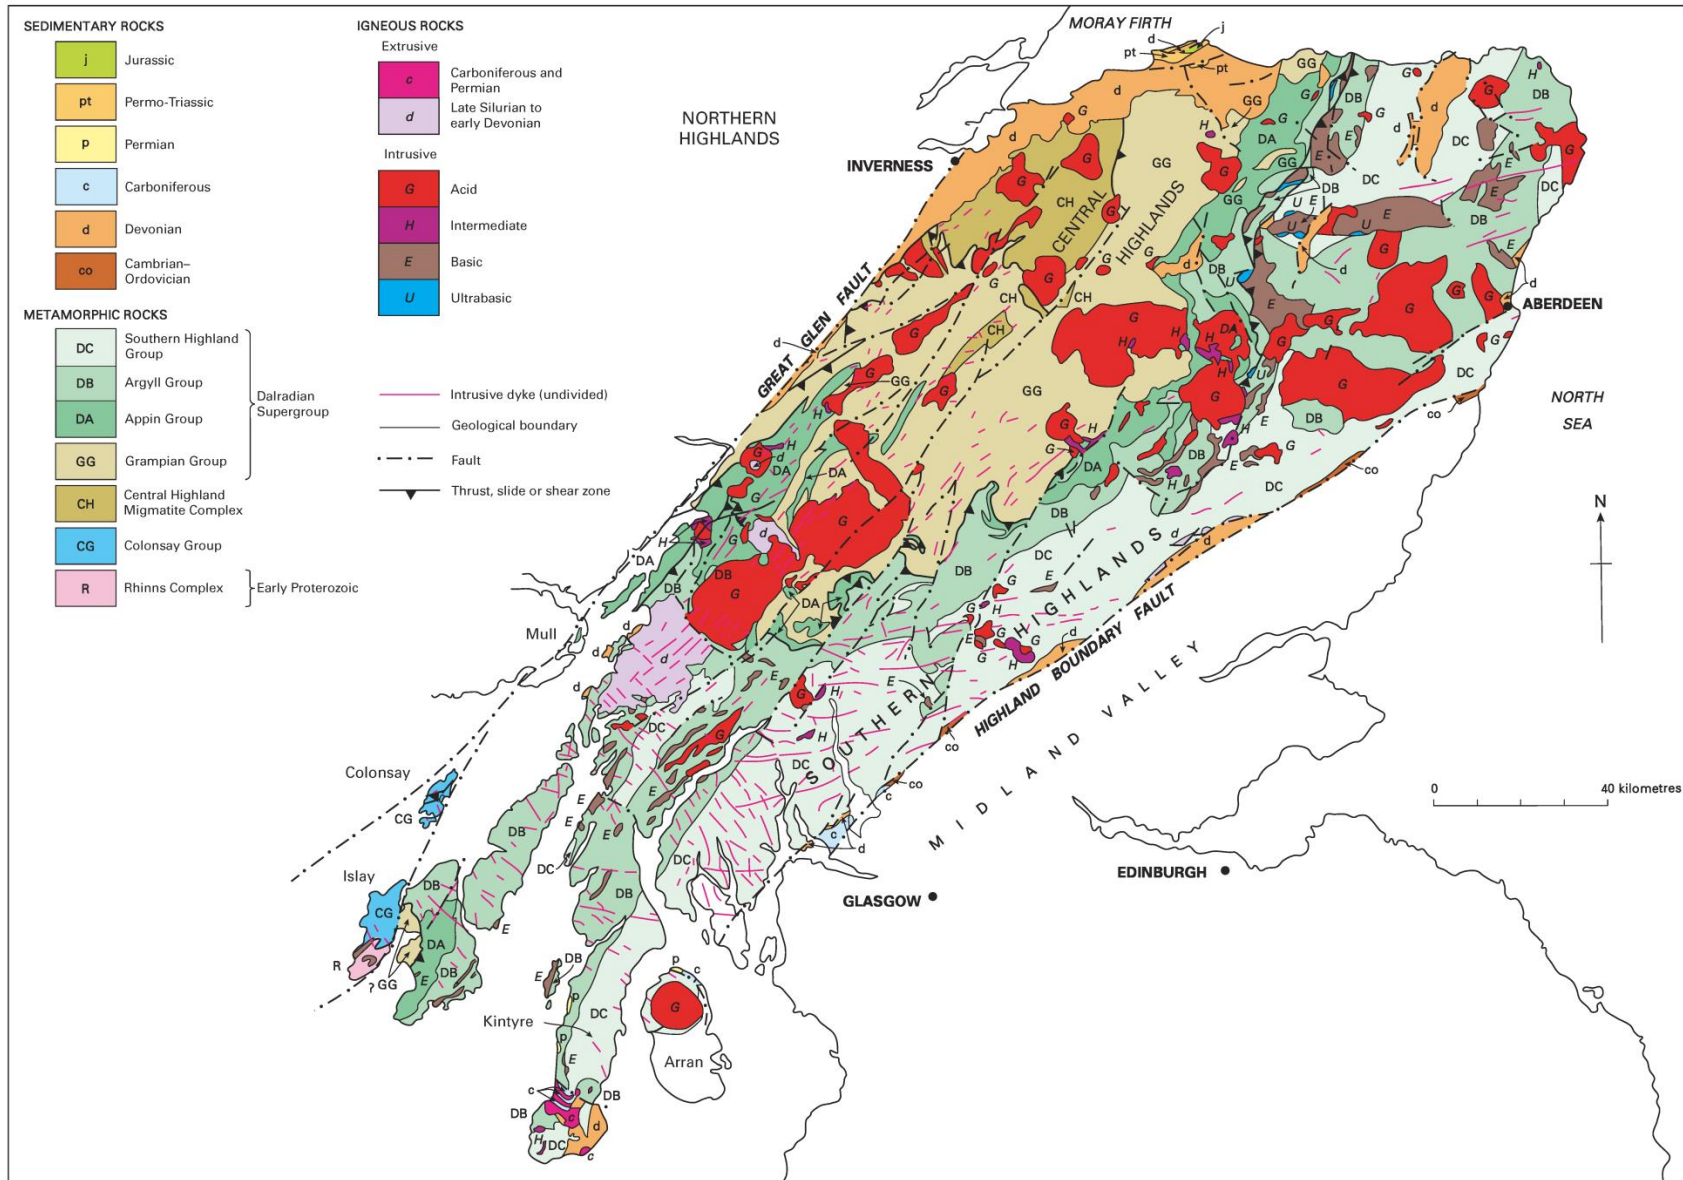 SEDIMENTARY ROCKS
j Jurassic
pt Permo-Triassic
p Permian
c Carboniferous
d Devonian
co Cambrian–
Ordovician
METAMORPHIC ROCKS
DC Southern Highland
Group
DB Argyll Group
DA Appin Group
GG Grampian Group
Dalradian
Supergroup
CH Central Highland
Migmatite Complex
CG Colonsay Group
R Rhinns Complex
Early Proterozoic
IGNEOUS ROCKS
Extrusive
c Carboniferous and
Permian
d Late Silurian to
early Devonian
Intrusive
G Acid
H Intermediate
E Basic
U Ultrabasic
Intrusive dyke (undivided)
Geological boundary
Fault
Thrust, slide or shear zone
MORAY FIRTH
NORTHERN
HIGHLANDS
INVERNESS
CENTRAL
HIGHLANDS
GREAT GLEN FAULT
ABERDEEN
NORTH
SEA
N
SOUTHERN HIGHLANDS
HIGHLAND BOUNDARY FAULT
MIDLAND VALLEY
Mull
Colonsay
CG
Islay
CG
R
? GG
DA
DB
Kintyre
Arran
G
GLASGOW
EDINBURGH
0 40 kilometres